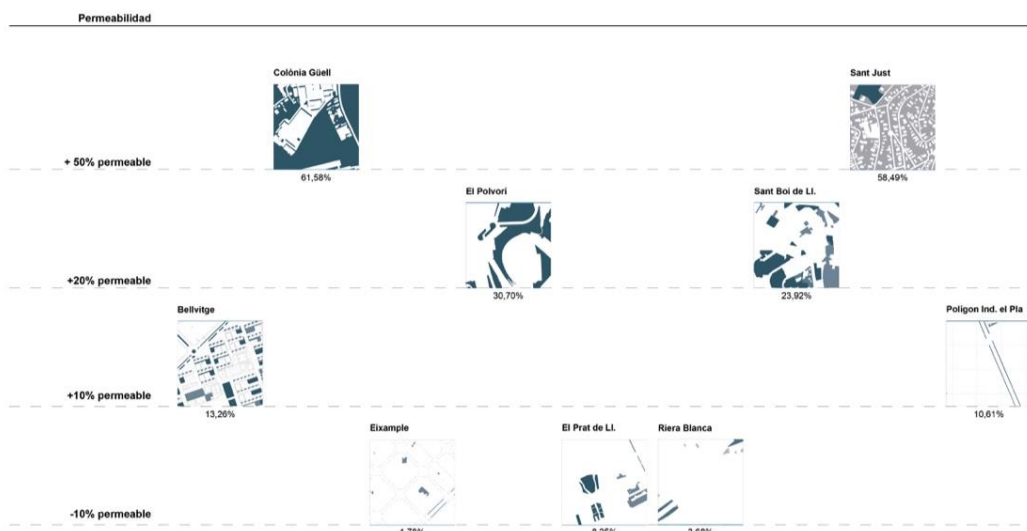 Permeabilidad
Colònia Güell
Sant Just
+ 50% permeable
61,58%
58,49%
El Polvorí
Sant Boi de Ll.
+20% permeable
30,70%
23,92%
Bellvitge
Polígon Ind. el Pla
+10% permeable
13,26%
10,61%
Eixample
El Prat de Ll.
Riera Blanca
-10% permeable